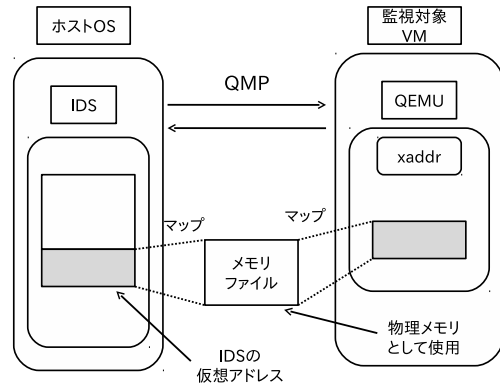 ホストOS
監視対象
VM
IDS
QMP
QEMU
xaddr
マップ
マップ
メモリ
ファイル
IDSの
仮想アドレス
物理メモリ
として使用